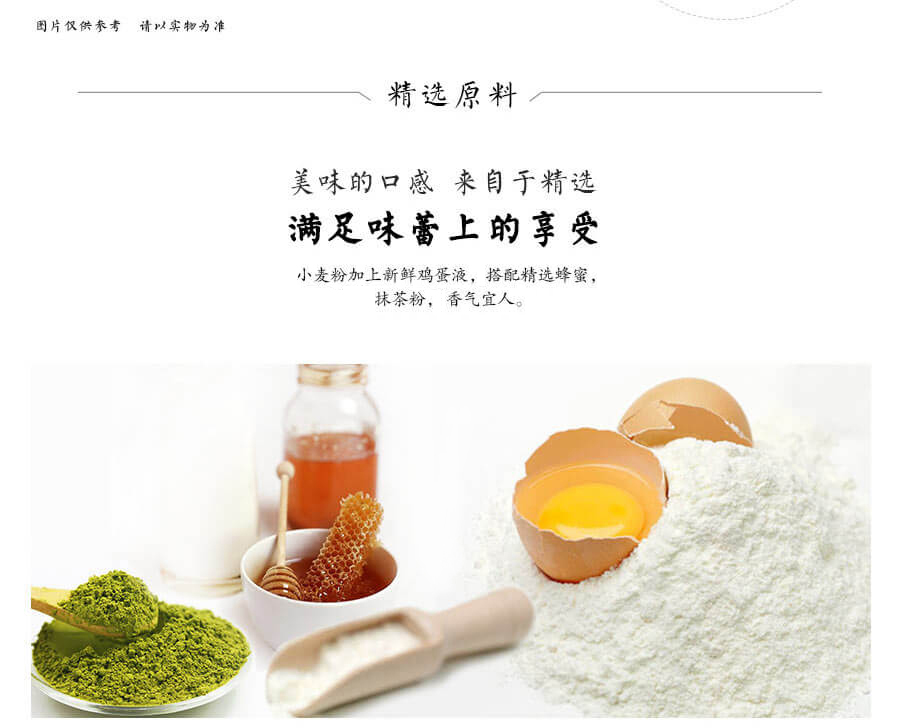 图片仅供参考 请以实物为准
精选原料
美味的口感 来自于精选
满足味蕾上的享受
小麦粉加上新鲜鸡蛋液，搭配精选蜂蜜，
抹茶粉，香气宜人。